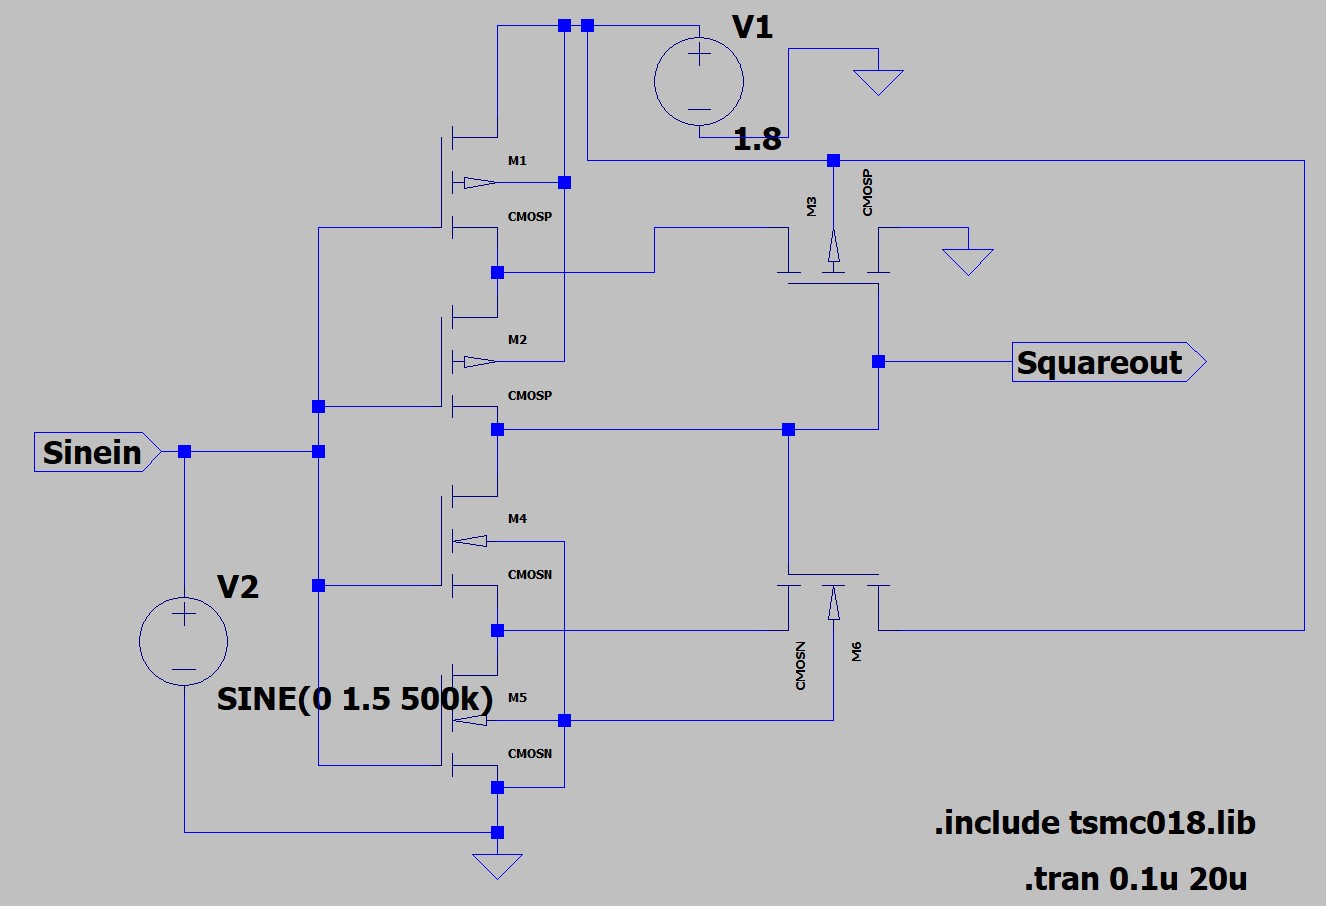 V1
1.8
M1
CMOSP
M3
CMOSP
M2
CMOSP
Squareout
Sinein
M4
CMOSN
V2
SINE(0 1.5 500k)
M5
CMOSN
CMOSN
M6
.include tsmc018.lib
.tran 0.1u 20u